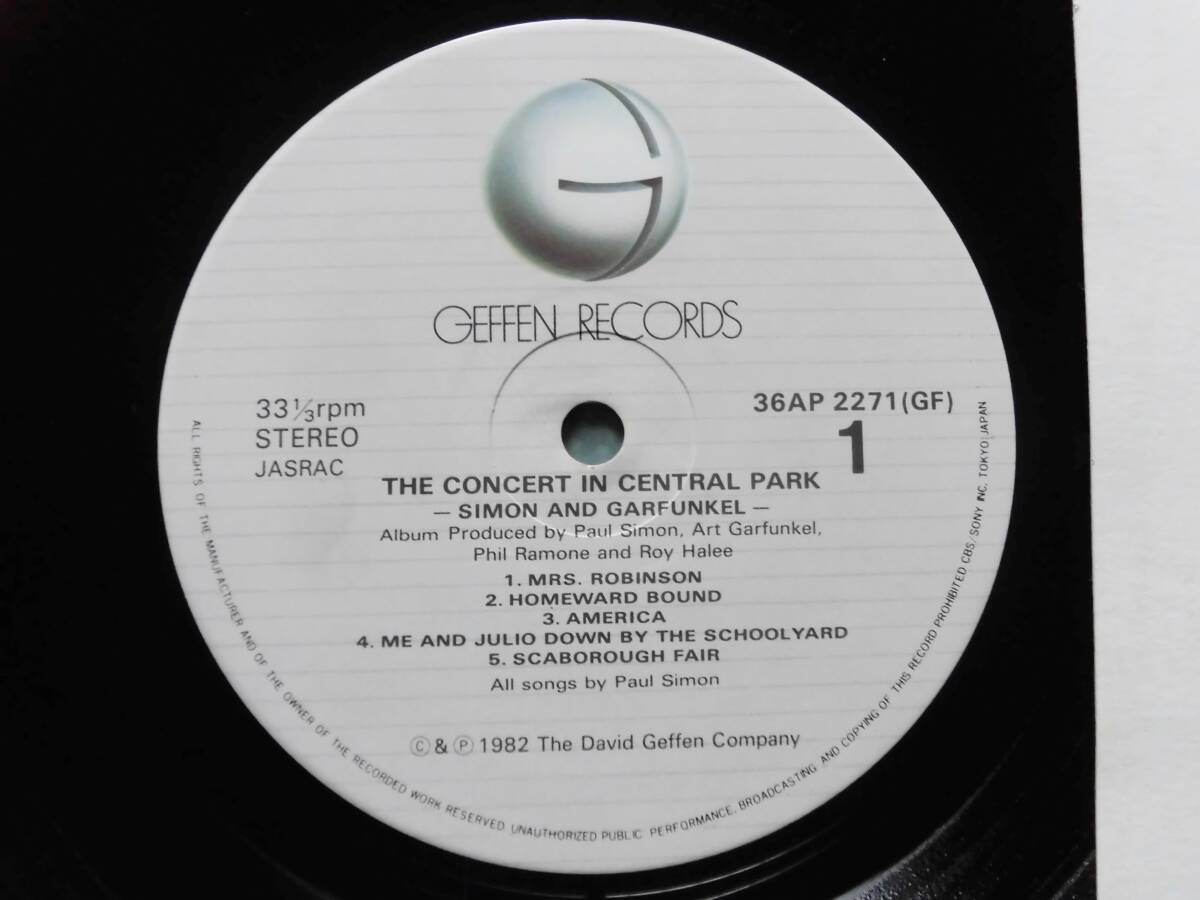 GEFFEN RECORDS
33 1/3 rpm
STEREO
JASRAC
36AP 2271(GF)
1
THE CONCERT IN CENTRAL PARK
— SIMON AND GARFUNKEL —
Album Produced by Paul Simon, Art Garfunkel,
Phil Ramone and Roy Halee
1. MRS. ROBINSON
2. HOMEWARD BOUND
3. AMERICA
4. ME AND JULIO DOWN BY THE SCHOOLYARD
5. SCABOROUGH FAIR
All songs by Paul Simon
Ⓒ & Ⓟ 1982 The David Geffen Company
ALL RIGHTS OF THE MANUFACTURER AND OF THE OWNER OF THE RECORDED WORK RESERVED. UNAUTHORIZED PUBLIC PERFORMANCE, BROADCASTING AND COPYING OF THIS RECORD PROHIBITED CBS/SONY INC. TOKYO JAPAN